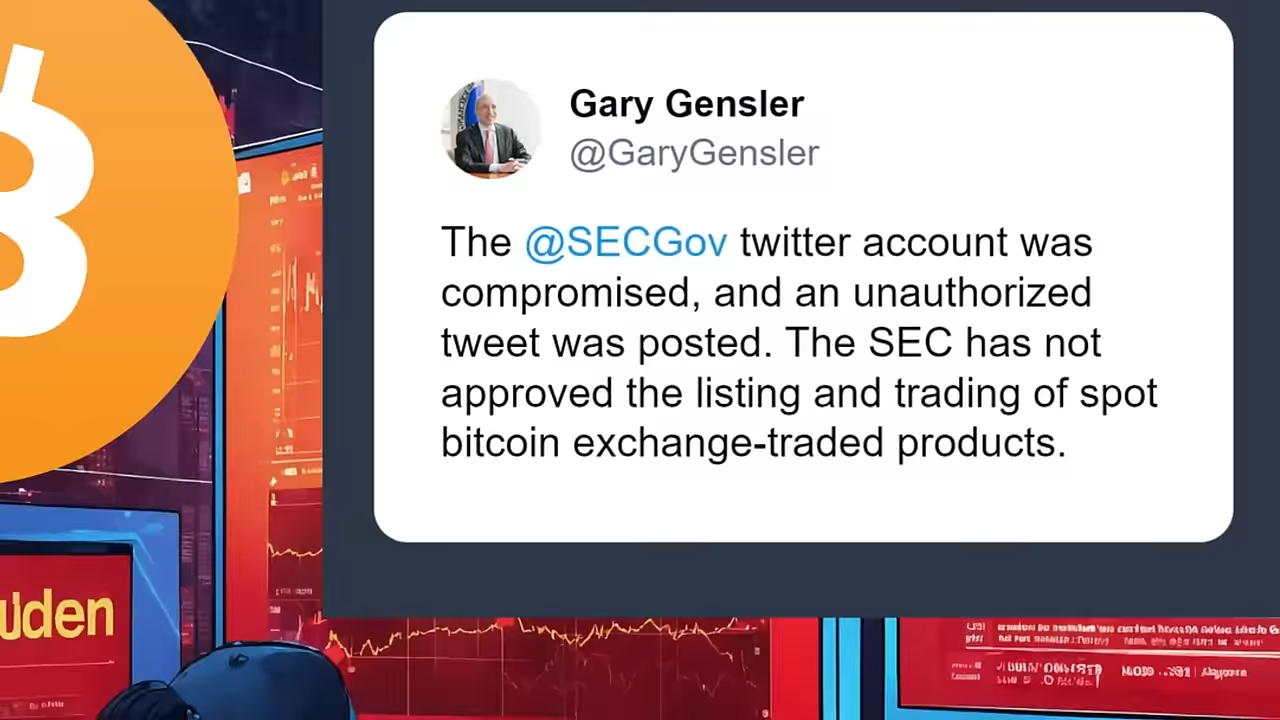 Gary Gensler
@GaryGensler
The @SECGov twitter account was
compromised, and an unauthorized
tweet was posted. The SEC has not
approved the listing and trading of spot
bitcoin exchange-traded products.